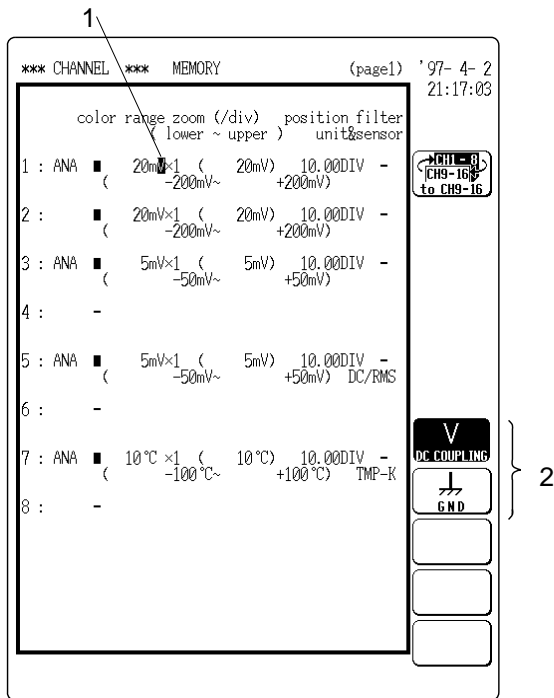 1
*** CHANNEL *** MEMORY (page1) '97- 4- 2
21:17:03
color range zoom (/div) position filter
( lower ~ upper ) unit&sensor
1 : ANA ■ 20mV×1 ( 20mV) 10.00DIV -
( -200mV~ +200mV)
2 : ■ 20mV×1 ( 20mV) 10.00DIV -
( -200mV~ +200mV)
3 : ANA ■ 5mV×1 ( 5mV) 10.00DIV -
( -50mV~ +50mV)
4 : -
5 : ANA ■ 5mV×1 ( 5mV) 10.00DIV -
( -50mV~ +50mV) DC/RMS
6 : -
7 : ANA ■ 10°C ×1 ( 10°C) 10.00DIV -
( -100°C~ +100°C) TMP-K
8 : -
CH1 - 8
CH9-16
to CH9-16
V
DC COUPLING
GND
2